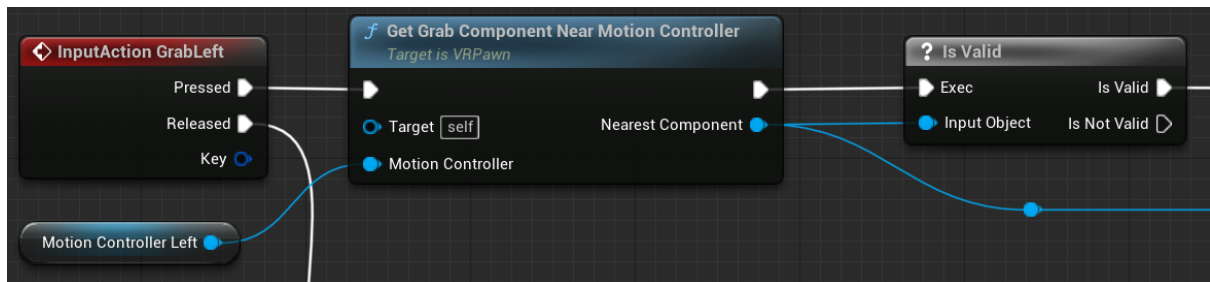 InputAction GrabLeft
Pressed
Released
Key
Motion Controller Left
f Get Grab Component Near Motion Controller
Target is VRPawn
Target self
Nearest Component
Motion Controller
? Is Valid
Exec
Is Valid
Input Object
Is Not Valid